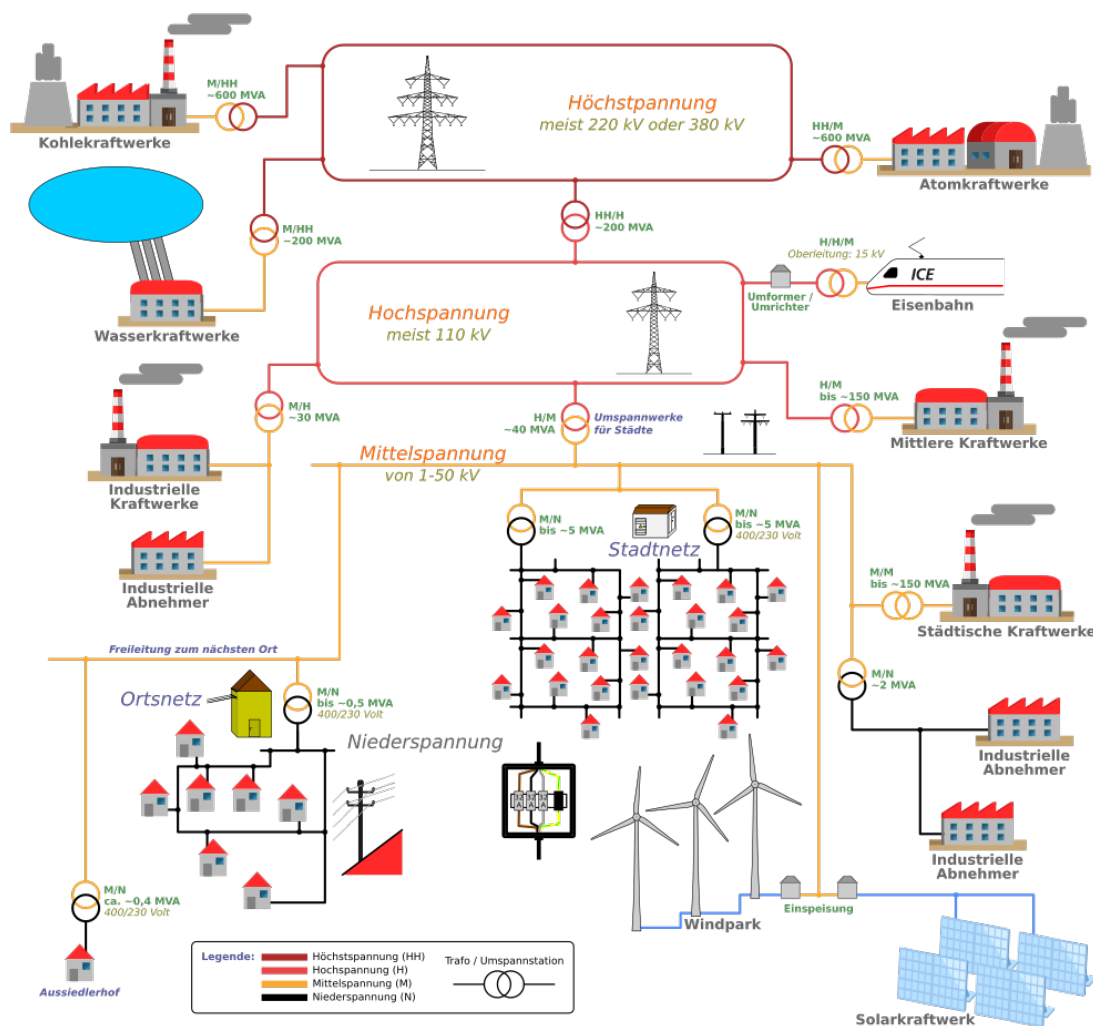 M/HH
~600 MVA
Kohlekraftwerke
Höchstpannung
meist 220 kV oder 380 kV
HH/M
~600 MVA
Atomkraftwerke
M/HH
~200 MVA
HH/H
~200 MVA
Wasserkraftwerke
H/H/M
Oberleitung: 15 kV
ICE
Umformer /
Umrichter
Eisenbahn
Hochspannung
meist 110 kV
M/H
~30 MVA
H/M
~40 MVA
Umspannwerke
für Städte
H/M
bis ~150 MVA
Mittlere Kraftwerke
Mittelspannung
von 1-50 kV
Industrielle
Kraftwerke
M/N
bis ~5 MVA
M/N
bis ~5 MVA
400/230 Volt
Stadtnetz
Industrielle
Abnehmer
M/M
bis ~150 MVA
Städtische Kraftwerke
Freileitung zum nächsten Ort
M/N
~2 MVA
Ortsnetz
M/N
bis ~0,5 MVA
400/230 Volt
Niederspannung
Industrielle
Abnehmer
32 A
32 A
32 A
Industrielle
Abnehmer
M/N
ca. ~0,4 MVA
400/230 Volt
Aussiedlerhof
Windpark
Einspeisung
Solarkraftwerk
Legende:
Höchstspannung (HH)
Hochspannung (H)
Mittelspannung (M)
Niederspannung (N)
Trafo / Umspannstation